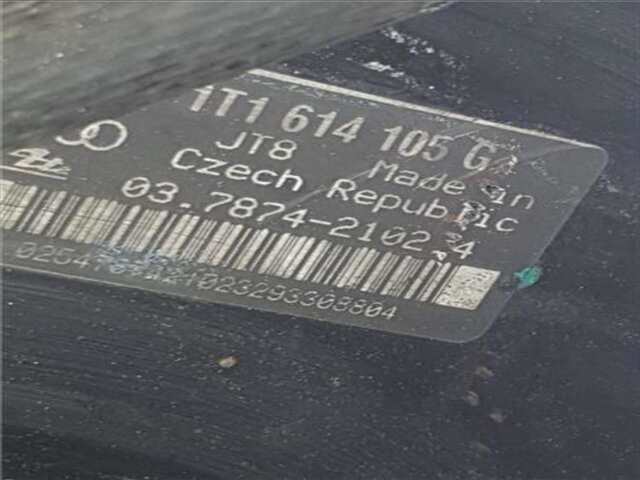 1T1 614 105 G
JT8 Made in
Czech Republic
03.7874-2102.4